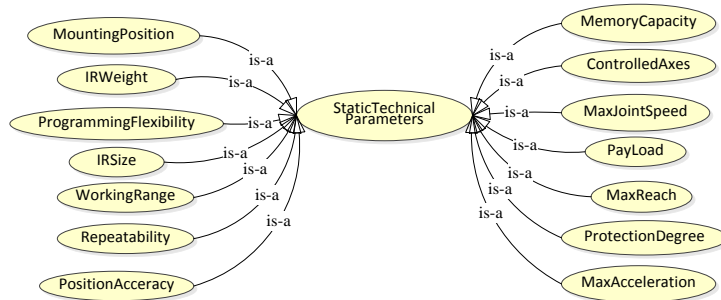 MountingPosition
is-a
IRWeight
is-a
ProgrammingFlexibility
is-a
IRSize
is-a
WorkingRange
is-a
Repeatability
is-a
PositionAcceracy
is-a
StaticTechnical
Parameters
MemoryCapacity
is-a
ControlledAxes
is-a
MaxJointSpeed
is-a
PayLoad
is-a
MaxReach
is-a
ProtectionDegree
is-a
MaxAcceleration
is-a